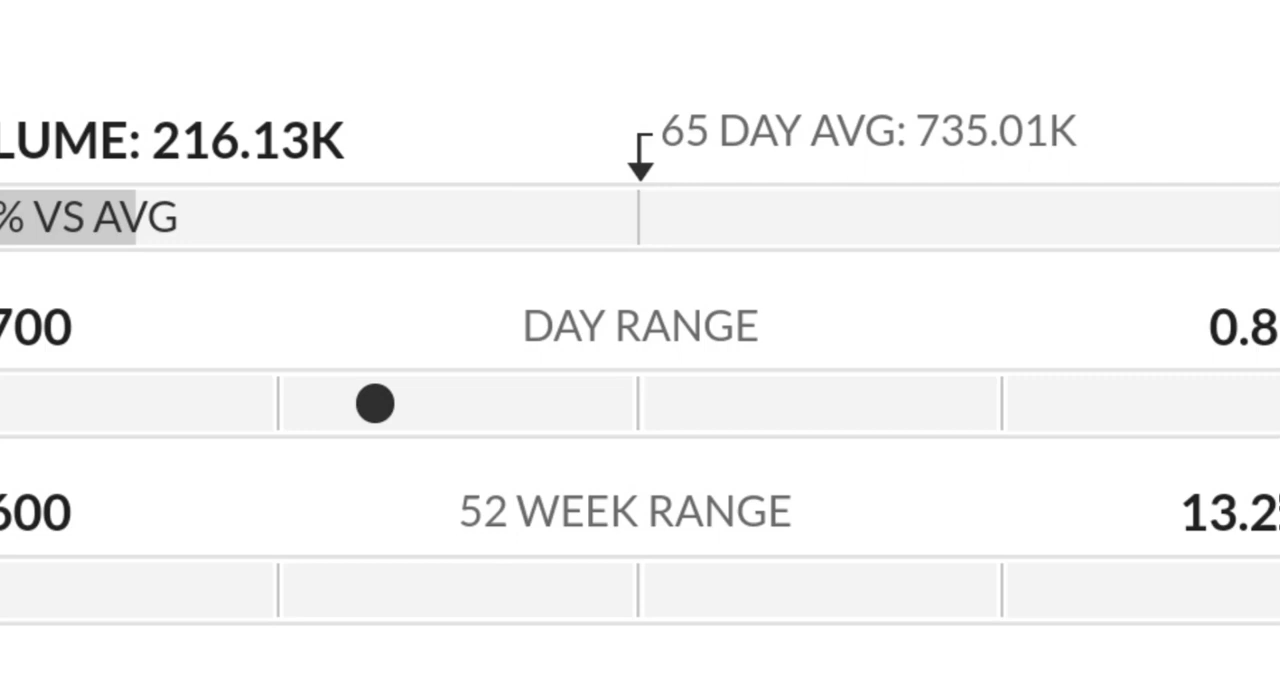 LUME: 216.13K
65 DAY AVG: 735.01K
% VS AVG
700 DAY RANGE 0.8
600 52 WEEK RANGE 13.2